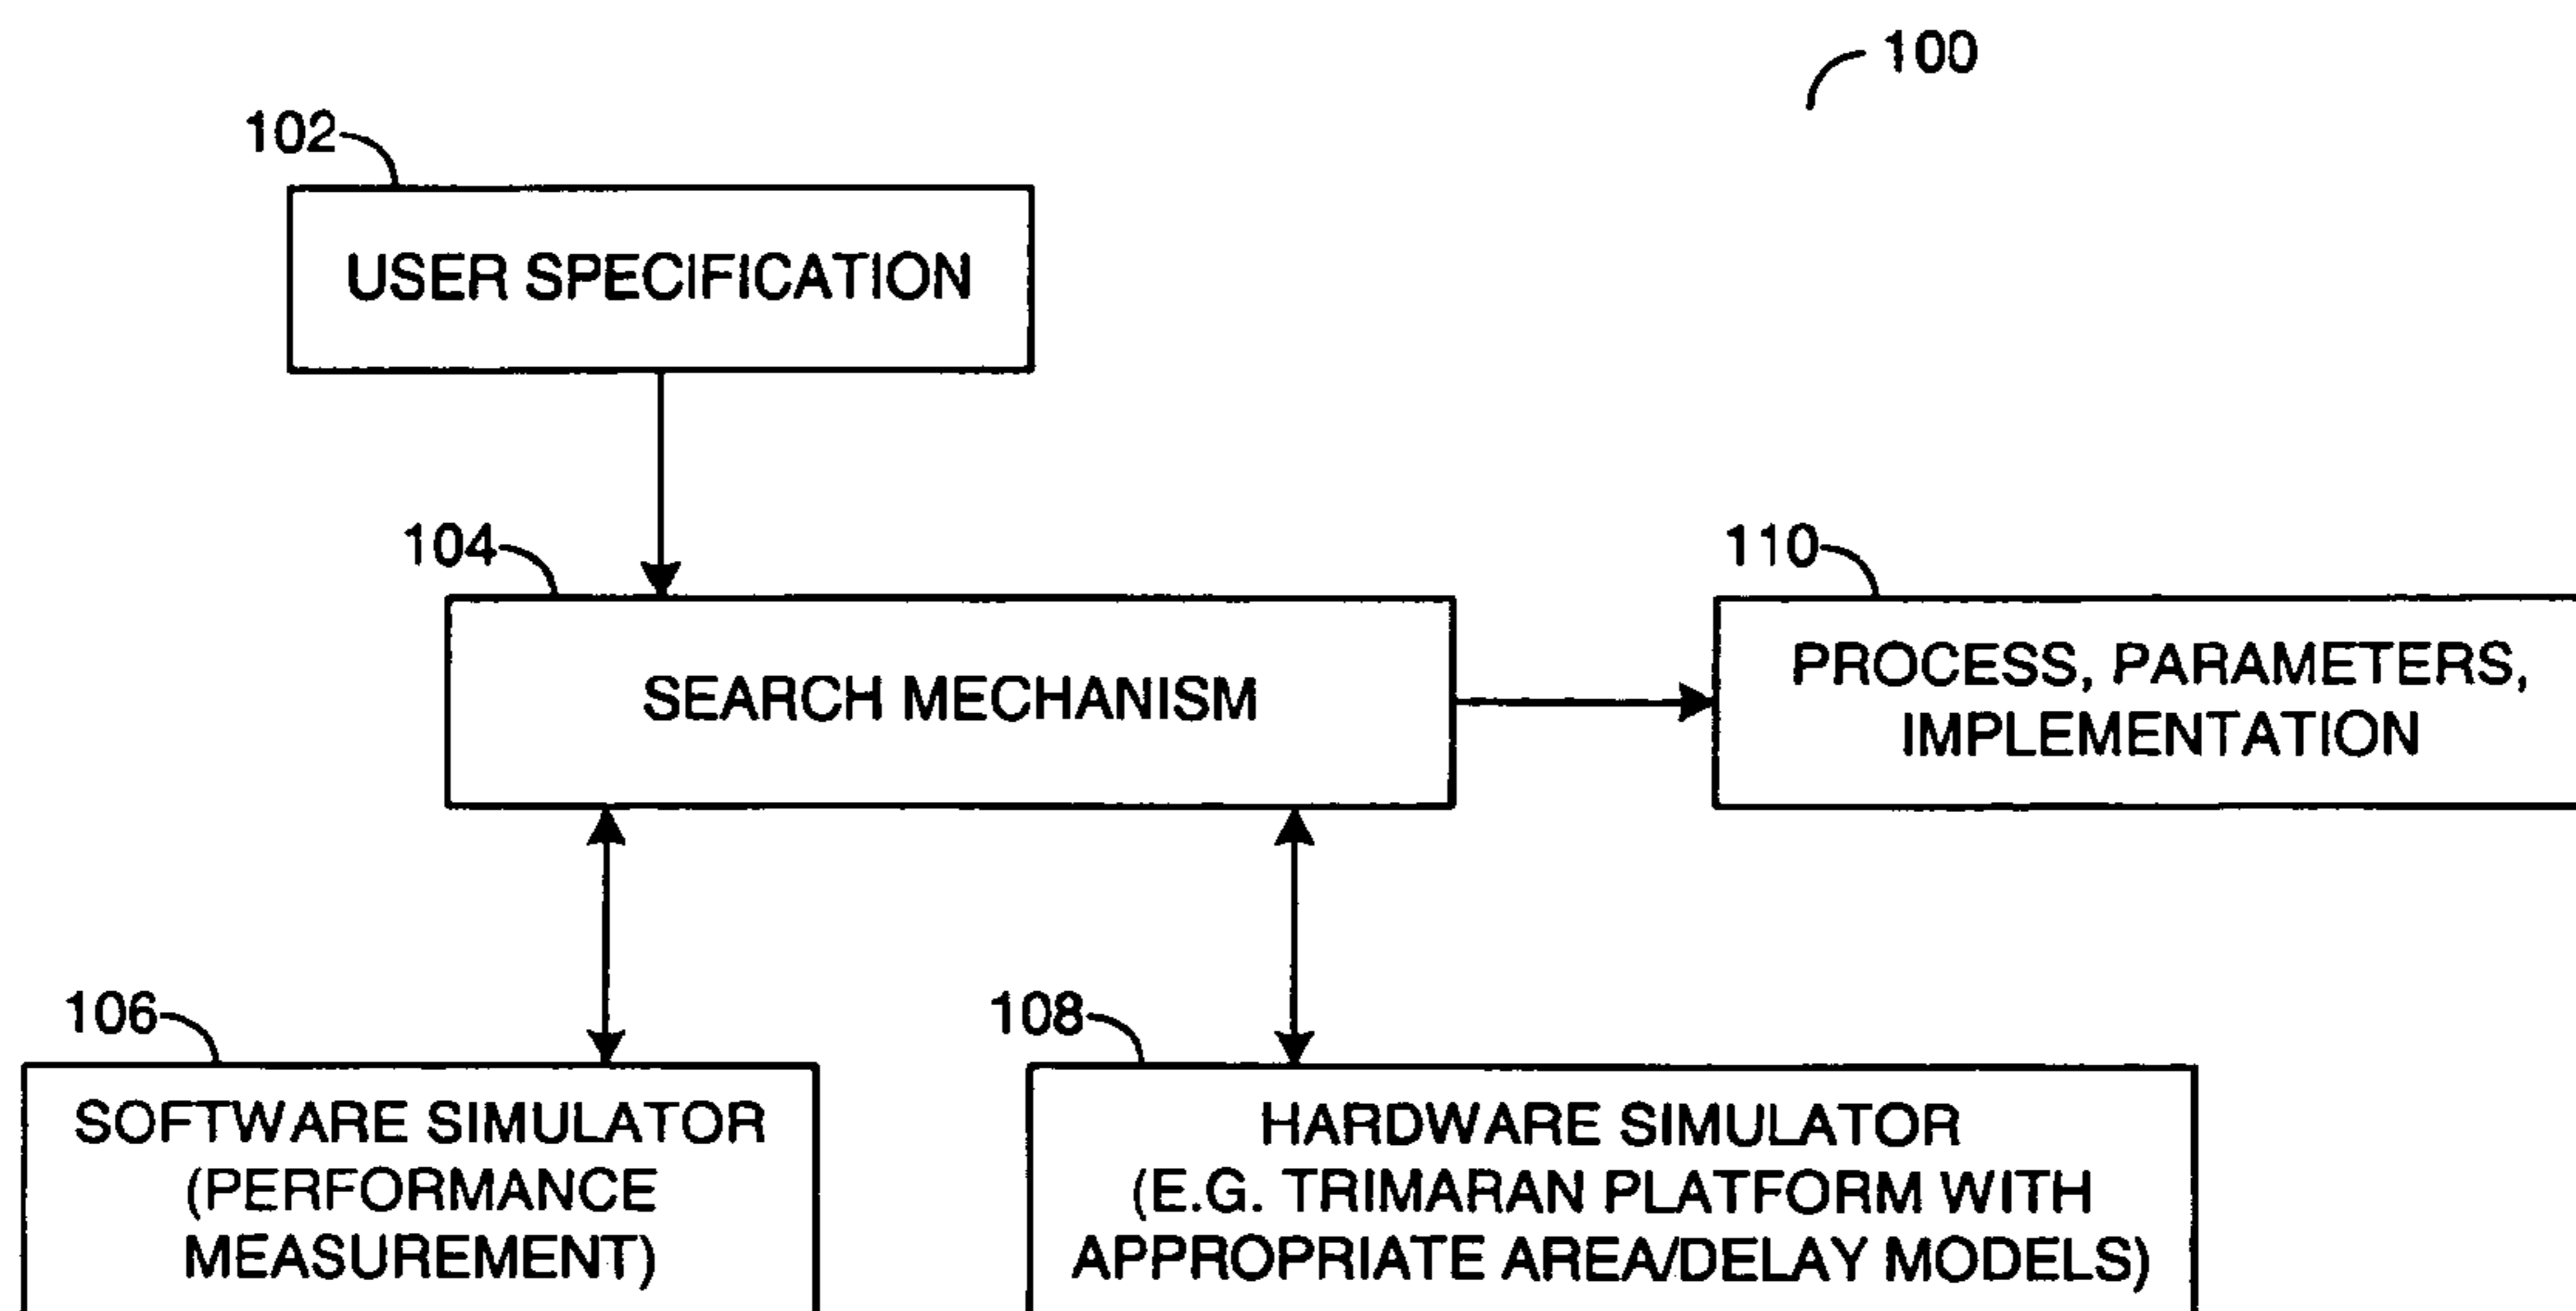 100
102
USER SPECIFICATION
104
SEARCH MECHANISM
110
PROCESS, PARAMETERS,
IMPLEMENTATION
106
SOFTWARE SIMULATOR
(PERFORMANCE
MEASUREMENT)
108
HARDWARE SIMULATOR
(E.G. TRIMARAN PLATFORM WITH
APPROPRIATE AREA/DELAY MODELS)